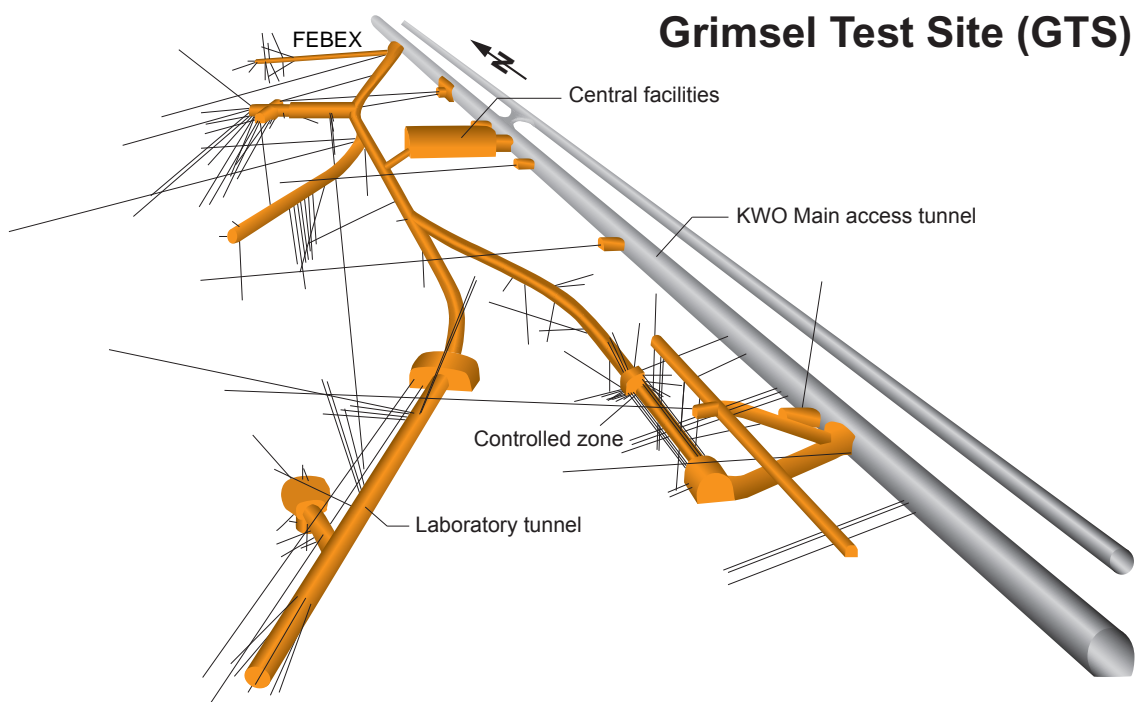 Grimsel Test Site (GTS)
FEBEX
N
Central facilities
KWO Main access tunnel
Controlled zone
Laboratory tunnel